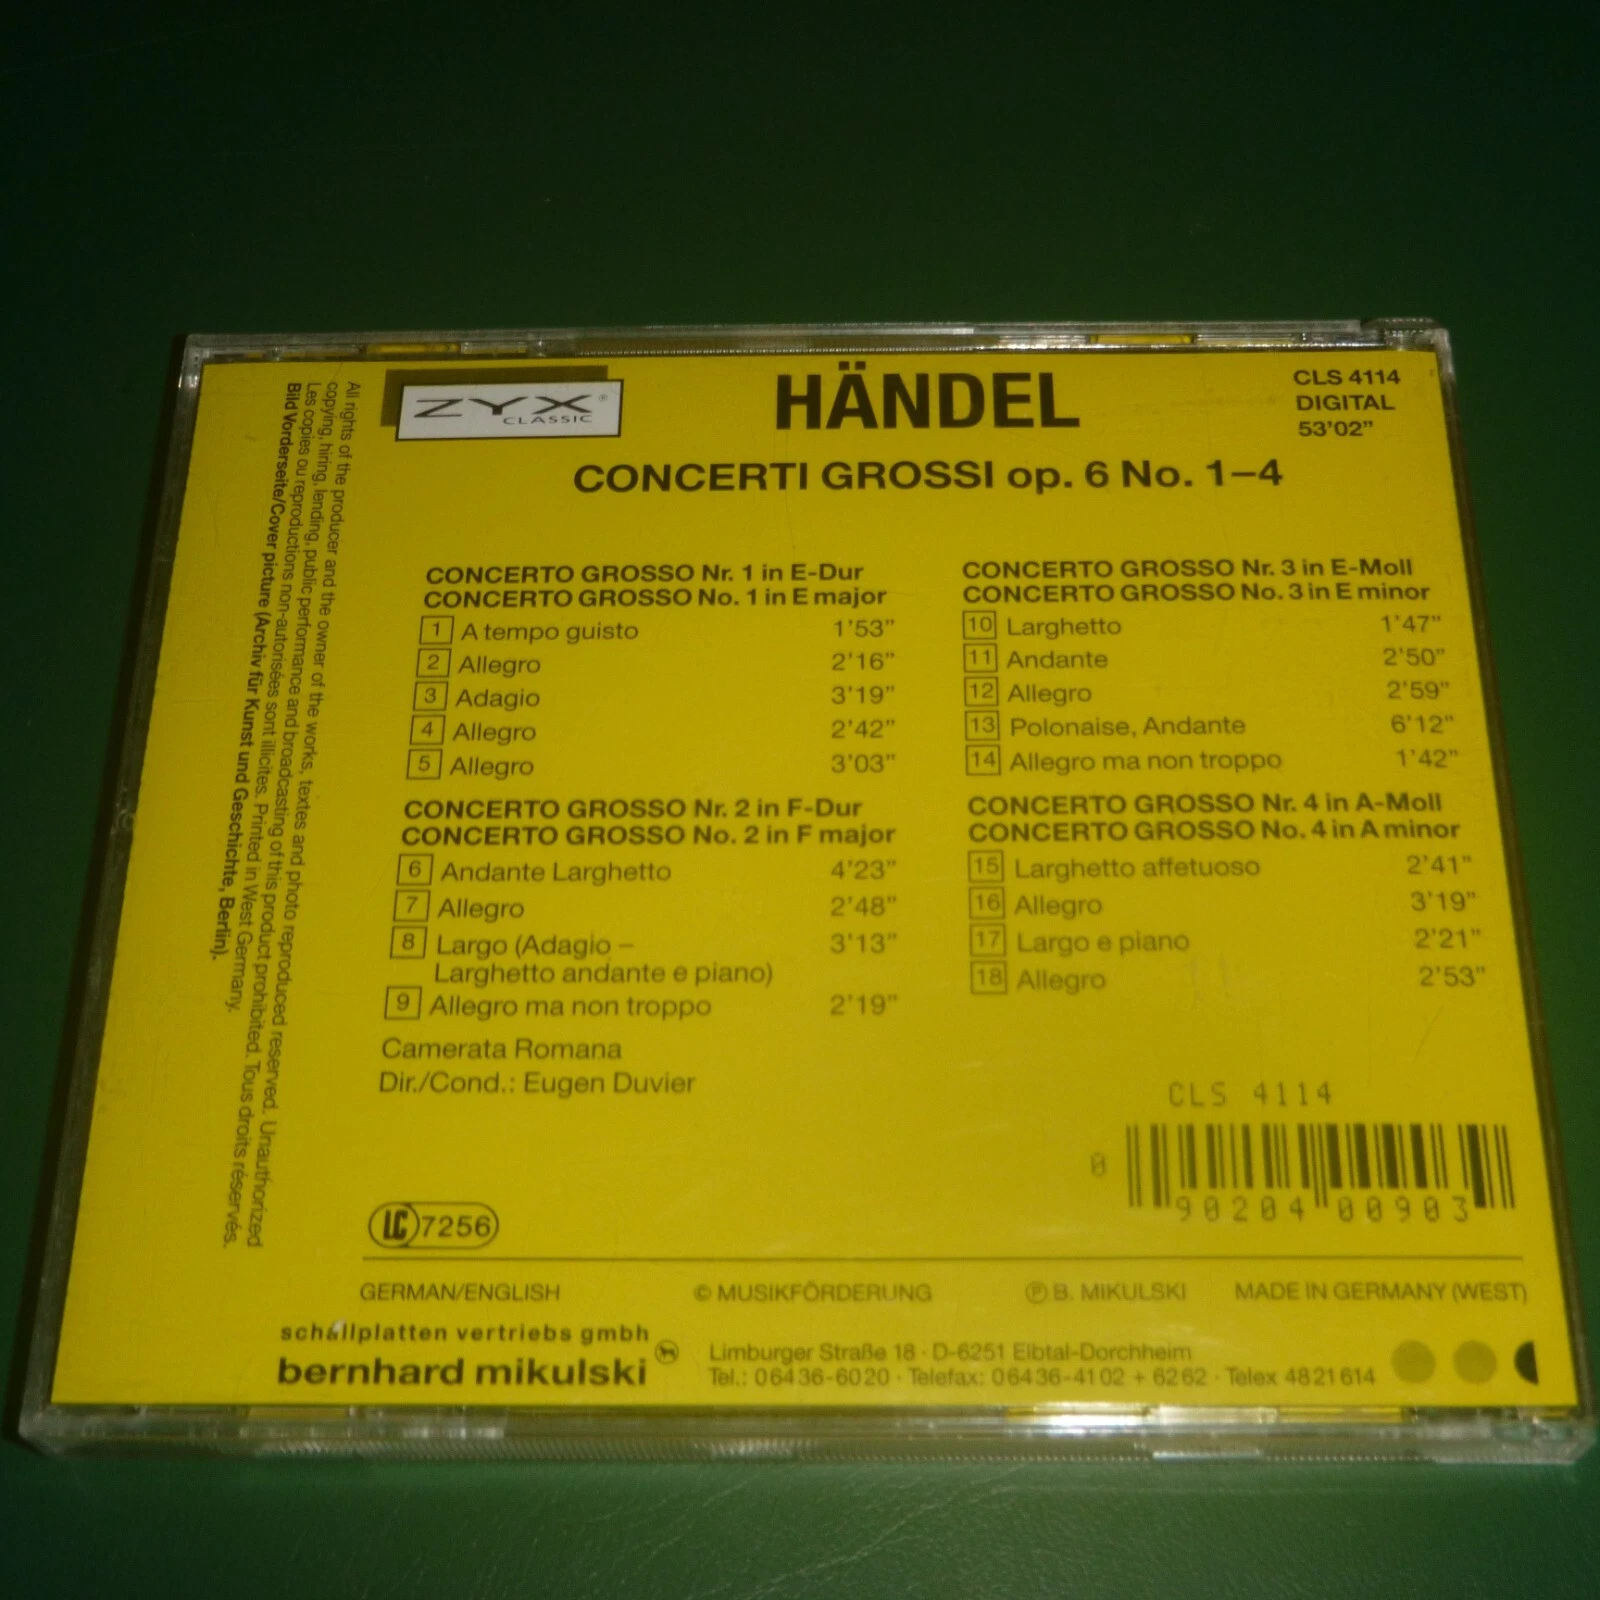 ZYX®
CLASSIC
HÄNDEL
CLS 4114
DIGITAL
53'02"
CONCERTI GROSSI op. 6 No. 1–4
CONCERTO GROSSO Nr. 1 in E-Dur
CONCERTO GROSSO No. 1 in E major
1 A tempo guisto 1'53"
2 Allegro 2'16"
3 Adagio 3'19"
4 Allegro 2'42"
5 Allegro 3'03"
CONCERTO GROSSO Nr. 2 in F-Dur
CONCERTO GROSSO No. 2 in F major
6 Andante Larghetto 4'23"
7 Allegro 2'48"
8 Largo (Adagio – 3'13"
Larghetto andante e piano)
9 Allegro ma non troppo 2'19"
Camerata Romana
Dir./Cond.: Eugen Duvier
CONCERTO GROSSO Nr. 3 in E-Moll
CONCERTO GROSSO No. 3 in E minor
10 Larghetto 1'47"
11 Andante 2'50"
12 Allegro 2'59"
13 Polonaise, Andante 6'12"
14 Allegro ma non troppo 1'42"
CONCERTO GROSSO Nr. 4 in A-Moll
CONCERTO GROSSO No. 4 in A minor
15 Larghetto affetuoso 2'41"
16 Allegro 3'19"
17 Largo e piano 2'21"
18 Allegro 2'53"
CLS 4114
0 90204 00903
LC 7256
GERMAN/ENGLISH © MUSIKFÖRDERUNG ℗ B. MIKULSKI MADE IN GERMANY (WEST)
schallplatten vertriebs gmbh
bernhard mikulski
Limburger Straße 18 · D-6251 Elbtal-Dorchheim
Tel.: 06436-6020 · Telefax: 06436-4102 + 6262 · Telex 4821614
All rights of the producer and the owner of the works, textes and photo reproduced reserved. Unauthorized
copying, hiring, lending, public performance and broadcasting of this product prohibited. Tous droits réservés.
Les copies ou reproductions non-autorisées sont illicites. Printed in West Germany.
Bild Vorderseite/Cover picture (Archiv für Kunst und Geschichte, Berlin).